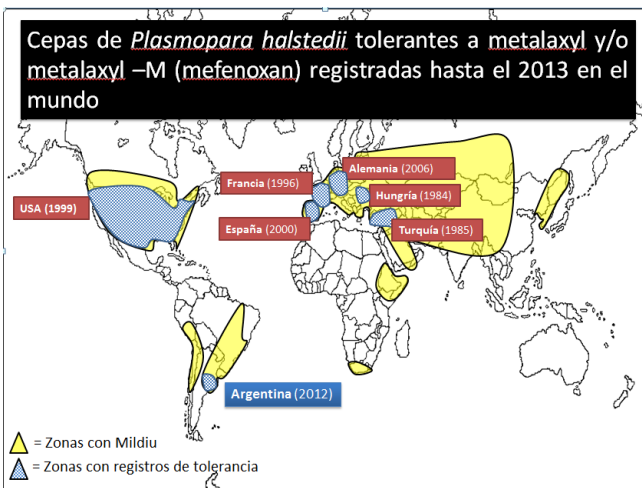 Cepas de Plasmopara halstedii tolerantes a metalaxyl y/o
metalaxyl –M (mefenoxan) registradas hasta el 2013 en el
mundo
Alemania (2006)
Francia (1996)
Hungría (1984)
USA (1999)
España (2000)
Turquía (1985)
Argentina (2012)
= Zonas con Mildiu
= Zonas con registros de tolerancia